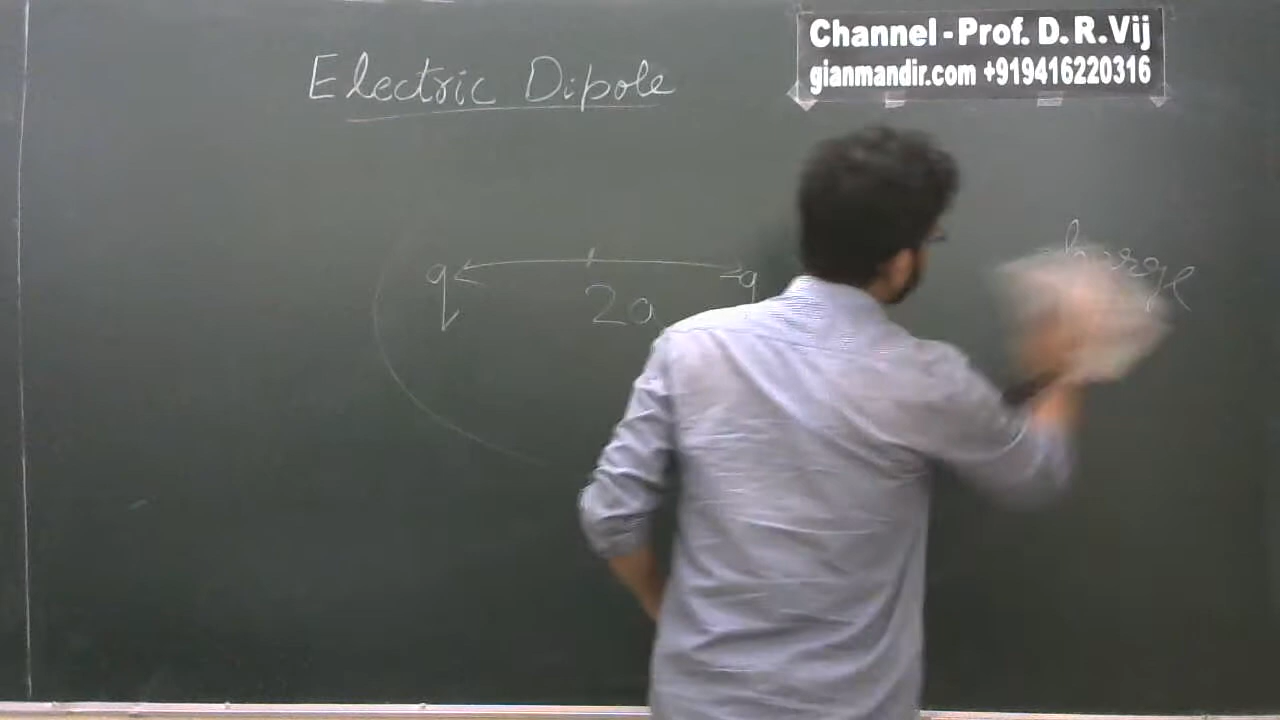 Electric Dipole
Channel - Prof. D. R. Vij
gianmandir.com +919416220316
q
-q
2a